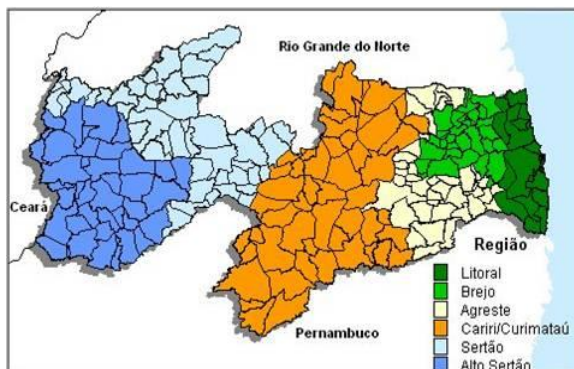 Rio Grande do Norte
Ceará
Pernambuco
Região
Litoral
Brejo
Agreste
Cariri/Curimataú
Sertão
Alto Sertão